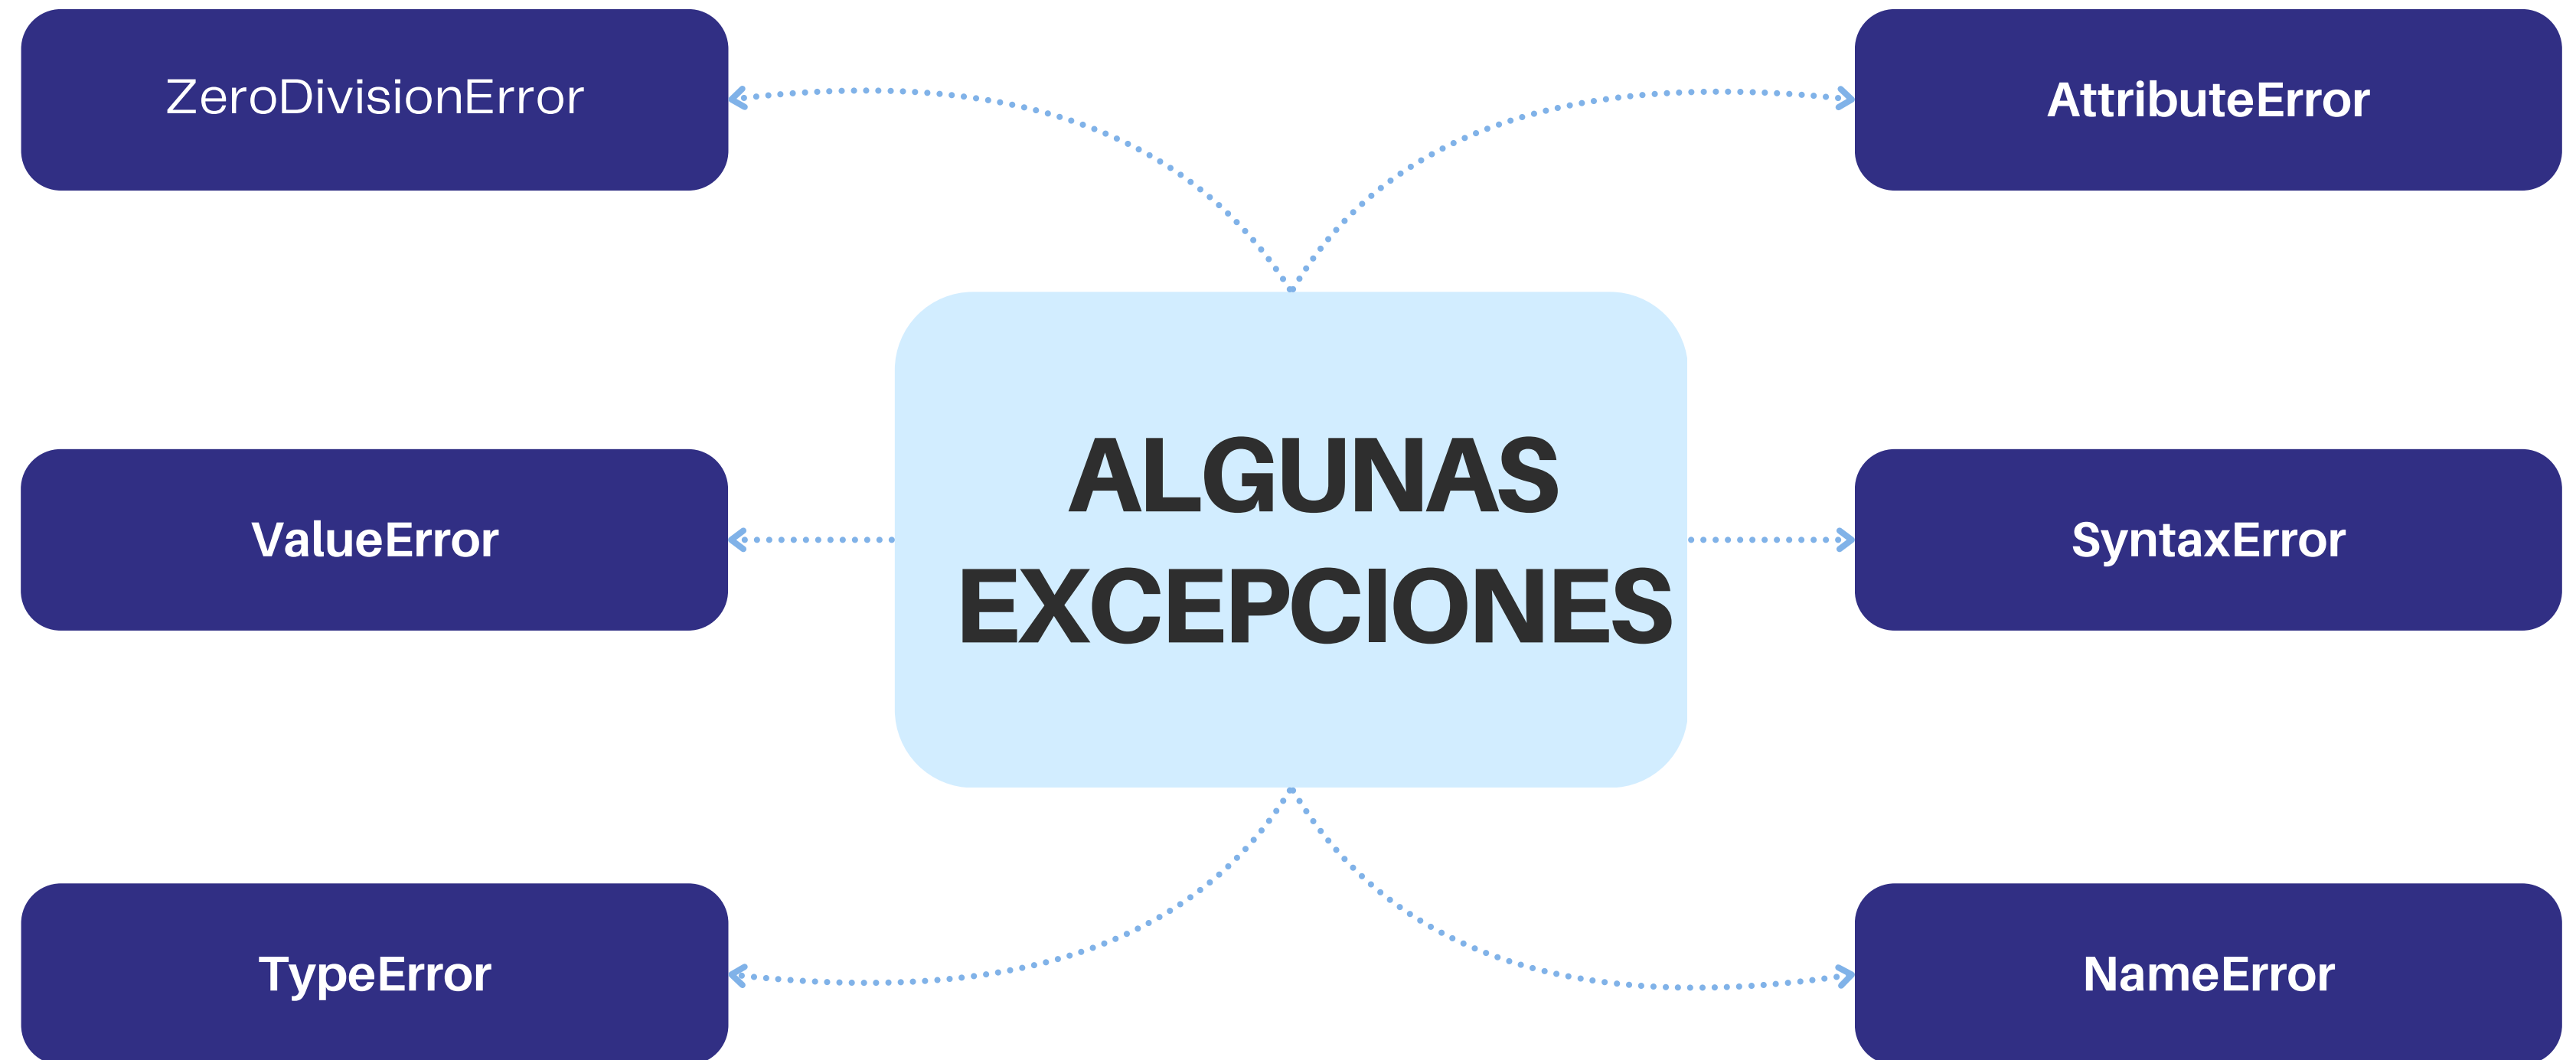 ZeroDivisionError
AttributeError
ALGUNAS
EXCEPCIONES
ValueError
SyntaxError
TypeError
NameError